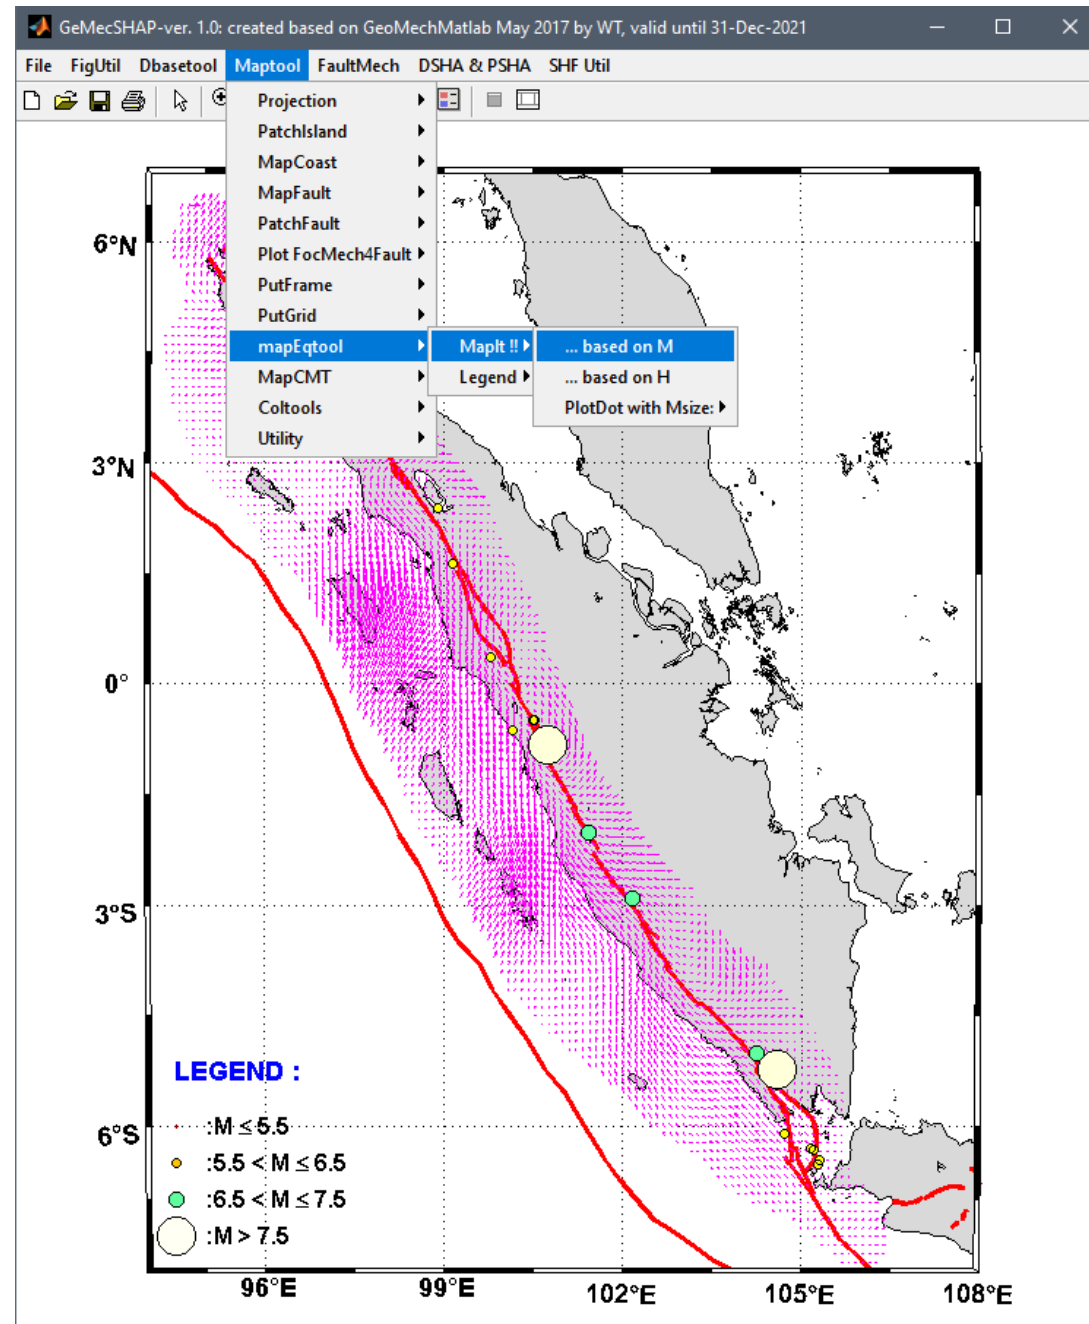 GeMecSHAP-ver. 1.0: created based on GeoMechMatlab May 2017 by WT, valid until 31-Dec-2021
File FigUtil Dbasetool Maptool FaultMech DSHA & PSHA SHF Util
Projection
PatchIsland
MapCoast
MapFault
PatchFault
Plot FocMech4Fault
PutFrame
PutGrid
mapEqtool
MapIt !!
... based on M
MapCMT
Legend
... based on H
Coltools
PlotDot with Msize:
Utility
6°N
3°N
0°
3°S
6°S
LEGEND :
:M ≤ 5.5
:5.5 < M ≤ 6.5
:6.5 < M ≤ 7.5
:M > 7.5
96°E 99°E 102°E 105°E 108°E